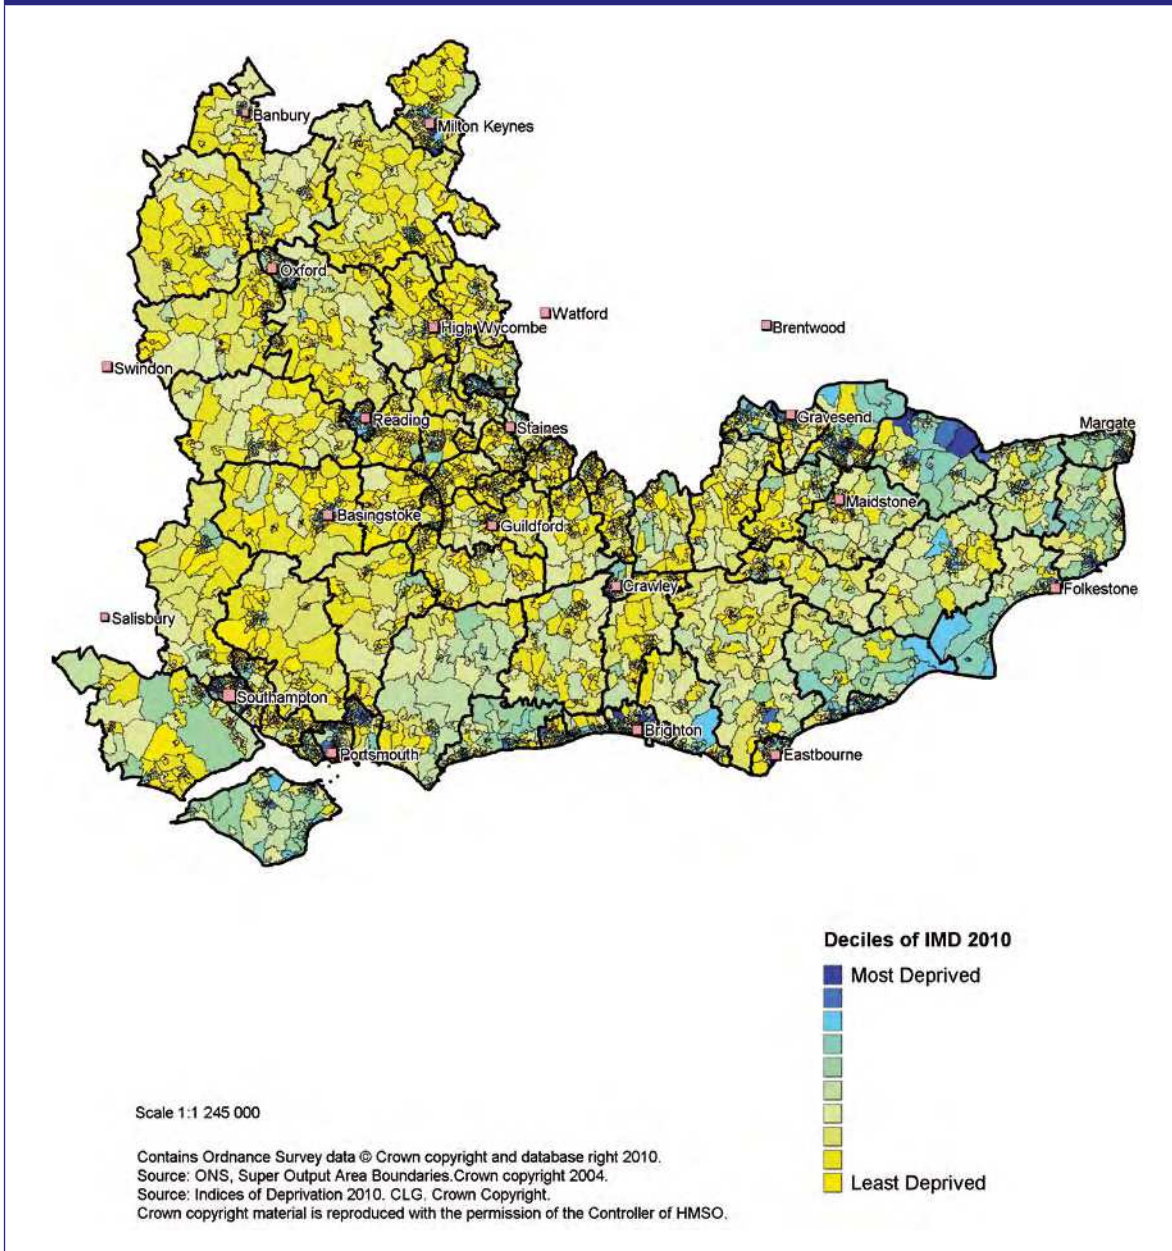 Banbury
Milton Keynes
Oxford
Watford
High Wycombe
Brentwood
Swindon
Reading
Staines
Gravesend
Margate
Maidstone
Basingstoke
Guildford
Crawley
Folkestone
Salisbury
Southampton
Brighton
Portsmouth
Eastbourne
Deciles of IMD 2010
Most Deprived
Least Deprived
Scale 1:1 245 000
Contains Ordnance Survey data © Crown copyright and database right 2010.
Source: ONS, Super Output Area Boundaries.Crown copyright 2004.
Source: Indices of Deprivation 2010. CLG. Crown Copyright.
Crown copyright material is reproduced with the permission of the Controller of HMSO.